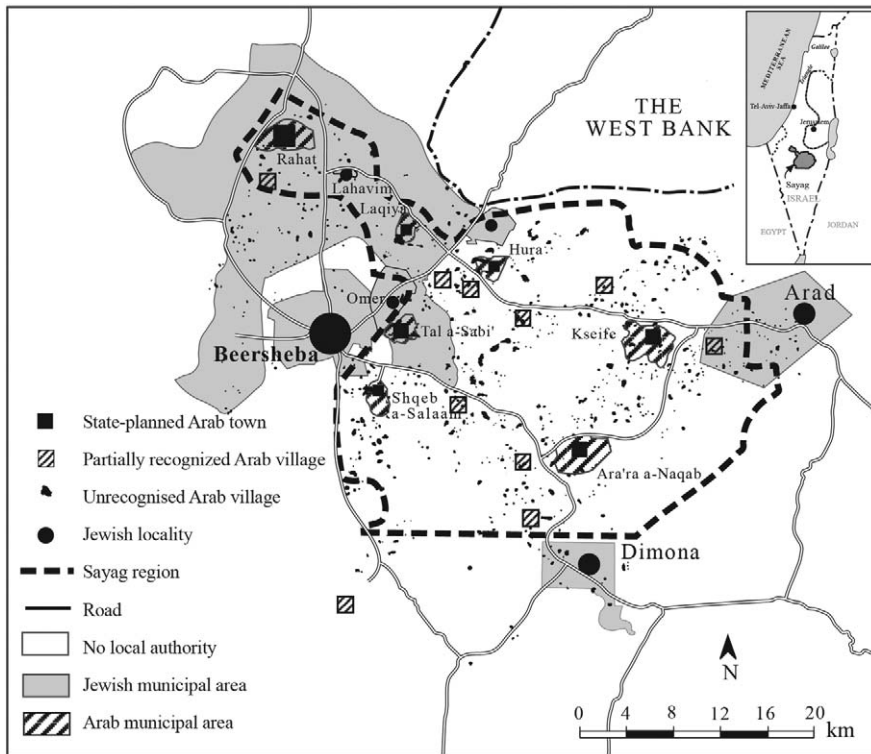 THE
WEST BANK
Rahat
Lahavim
Laqiya
Hura
Omer
Tal a-Sabi'
Beersheba
Kseife
Arad
Shqeb
a-Salaam
Ara'ra a-Naqab
Dimona
MEDITERRANEAN
SEA
Galilee
Triangle
Tel-Aviv-Jaffa
Jerusalem
Sayag
ISRAEL
EGYPT
JORDAN
State-planned Arab town
Partially recognized Arab village
Unrecognised Arab village
Jewish locality
Sayag region
Road
No local authority
Jewish municipal area
Arab municipal area
N
0 4 8 12 16 20
km